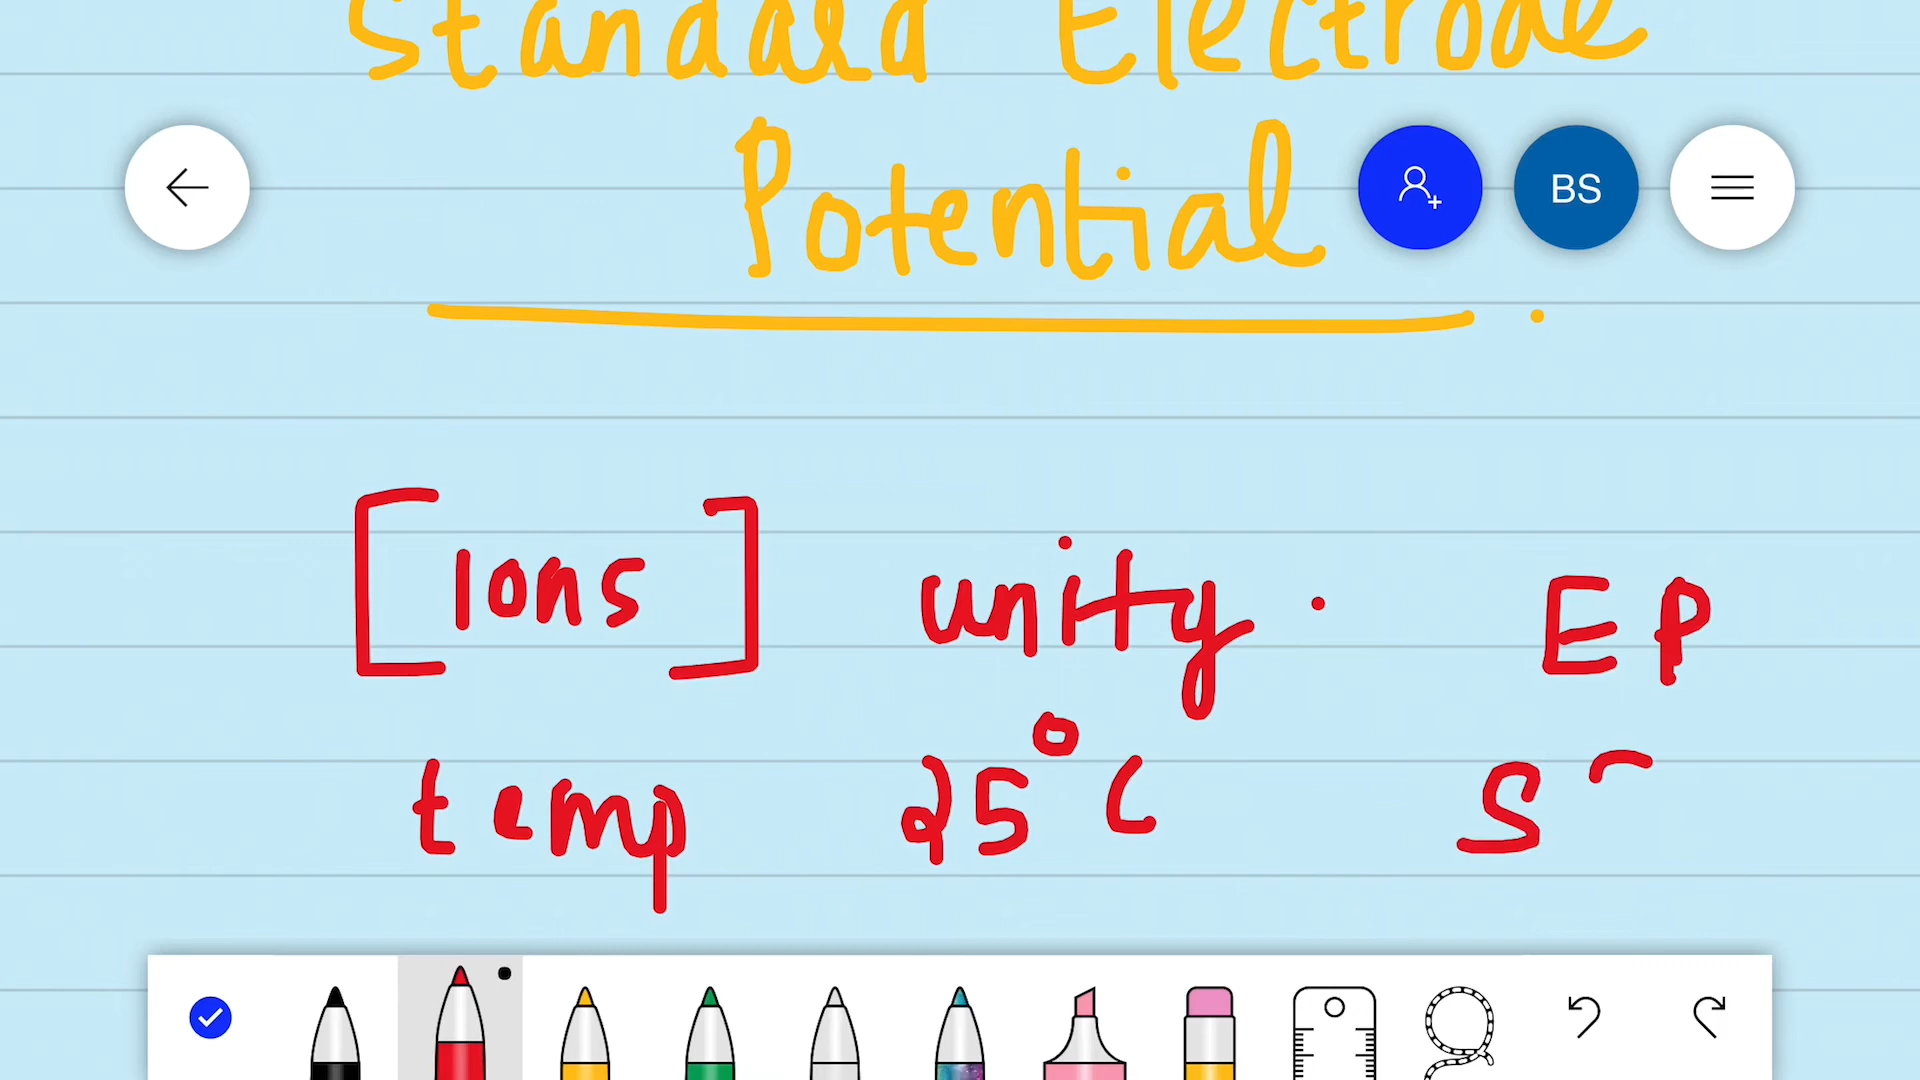 Standard Electrode
Potential
BS
[Ions] unity. EP
temp 25°C S